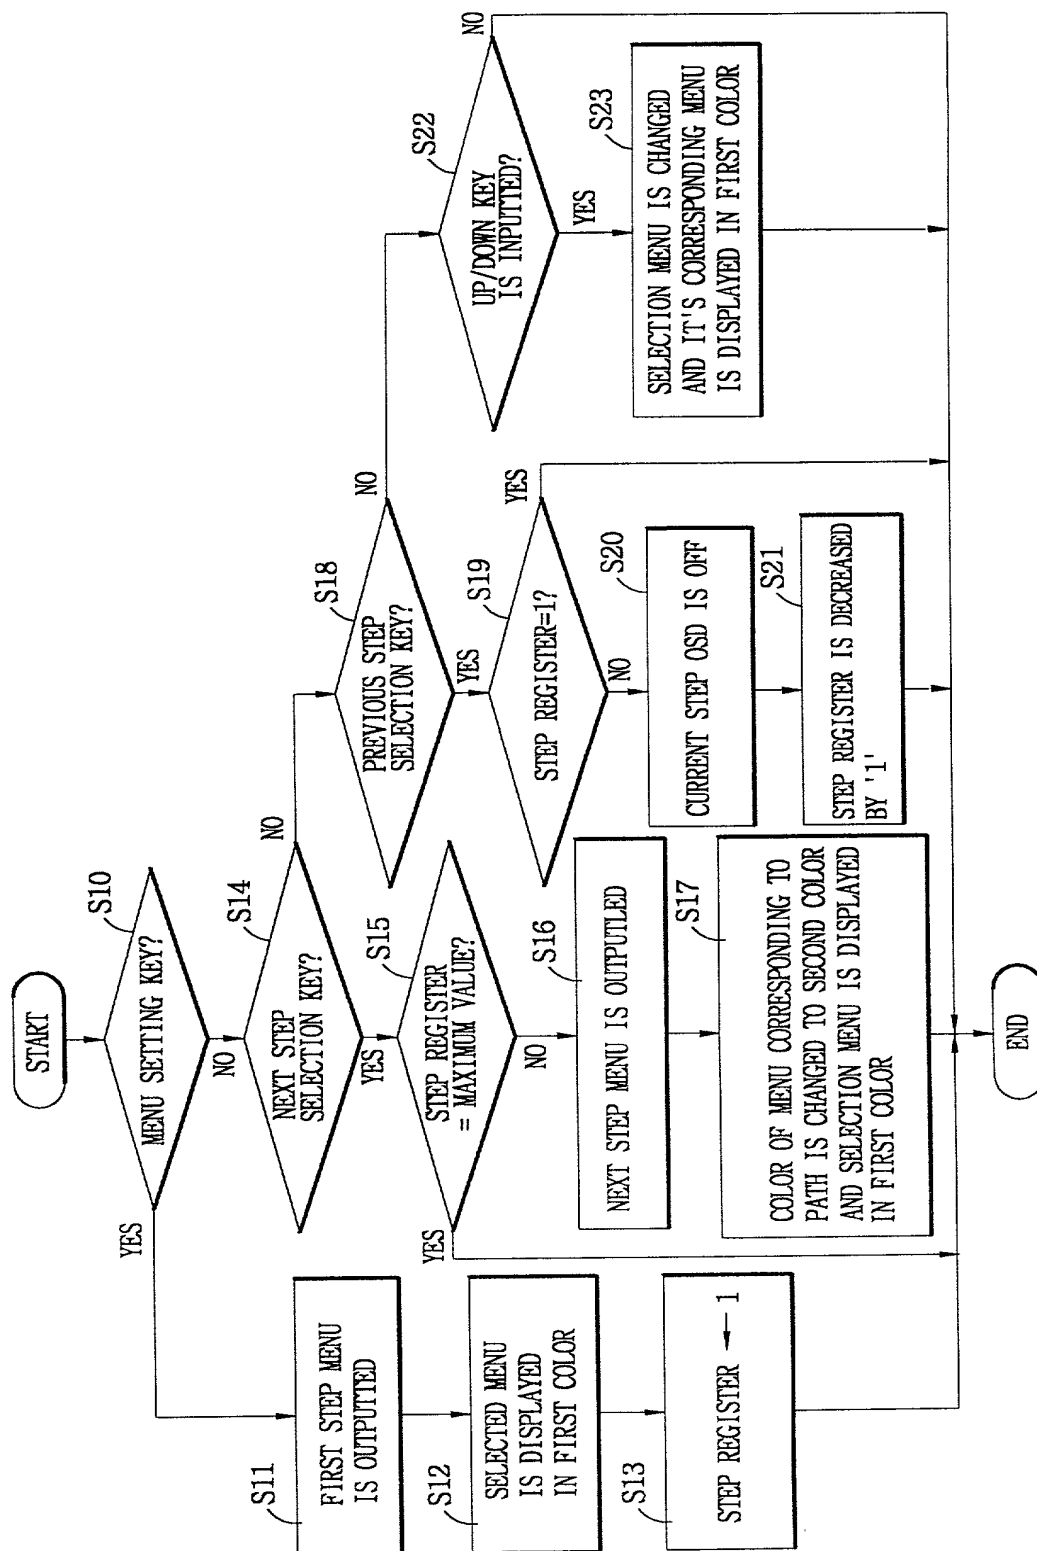 START
S10
MENU SETTING KEY?
YES
NO
S11
FIRST STEP MENU
IS OUTPUTTED
S12
SELECTED MENU
IS DISPLAYED
IN FIRST COLOR
S13
STEP REGISTER ← 1
S14
NEXT STEP
SELECTION KEY?
NO
YES
S15
STEP REGISTER
= MAXIMUM VALUE?
YES
NO
S16
NEXT STEP MENU IS OUTPUTLED
S17
COLOR OF MENU CORRESPONDING TO
PATH IS CHANGED TO SECOND COLOR
AND SELECTION MENU IS DISPLAYED
IN FIRST COLOR
S18
PREVIOUS STEP
SELECTION KEY?
NO
YES
S19
STEP REGISTER=1?
YES
NO
S20
CURRENT STEP OSD IS OFF
S21
STEP REGISTER IS DECREASED
BY '1'
S22
UP/DOWN KEY
IS INPUTTED?
NO
YES
S23
SELECTION MENU IS CHANGED
AND IT'S CORRESPONDING MENU
IS DISPLAYED IN FIRST COLOR
END